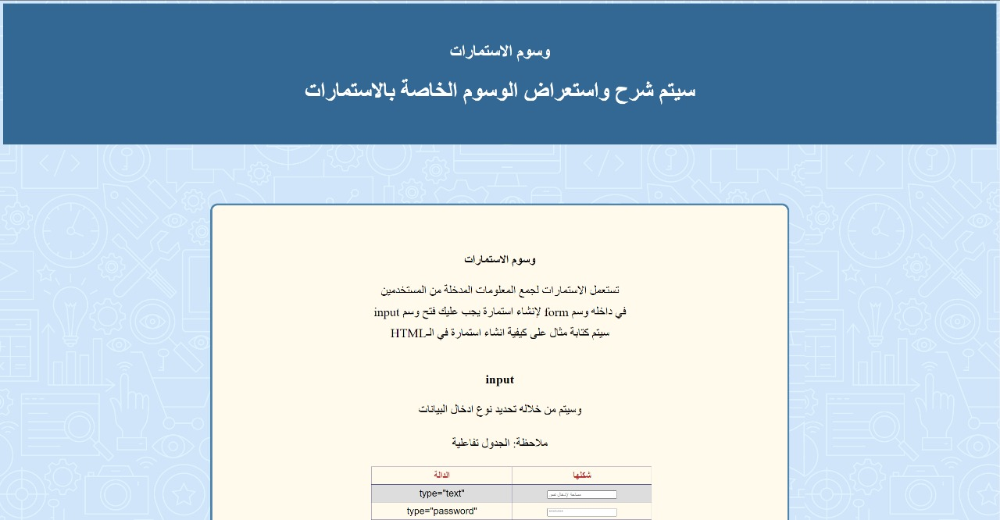 وسوم الاستمارات
سيتم شرح واستعراض الوسوم الخاصة بالاستمارات
وسوم الاستمارات
تستعمل الاستمارات لجمع المعلومات المدخلة من المستخدمين
في داخله وسم form لإنشاء استمارة يجب عليك فتح وسم input
سيتم كتابة مثال على كيفية انشاء استمارة في الـHTML
input
وسيتم من خلاله تحديد نوع ادخال البيانات
ملاحظة: الجدول تفاعلية
شكلها الدالة
مساحة لإدخال نص type="text"
******* type="password"